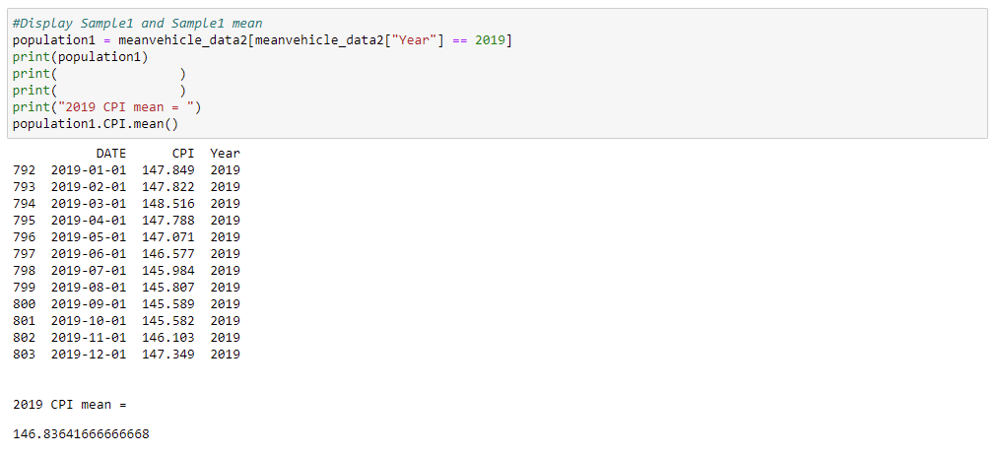 #Display Sample1 and Sample1 mean
population1 = meanvehicle_data2[meanvehicle_data2["Year"] == 2019]
print(population1)
print(                )
print(                )
print("2019 CPI mean = ")
population1.CPI.mean()
DATE CPI Year
792 2019-01-01 147.849 2019
793 2019-02-01 147.822 2019
794 2019-03-01 148.516 2019
795 2019-04-01 147.788 2019
796 2019-05-01 147.071 2019
797 2019-06-01 146.577 2019
798 2019-07-01 145.984 2019
799 2019-08-01 145.807 2019
800 2019-09-01 145.589 2019
801 2019-10-01 145.582 2019
802 2019-11-01 146.103 2019
803 2019-12-01 147.349 2019
2019 CPI mean =
146.83641666666668